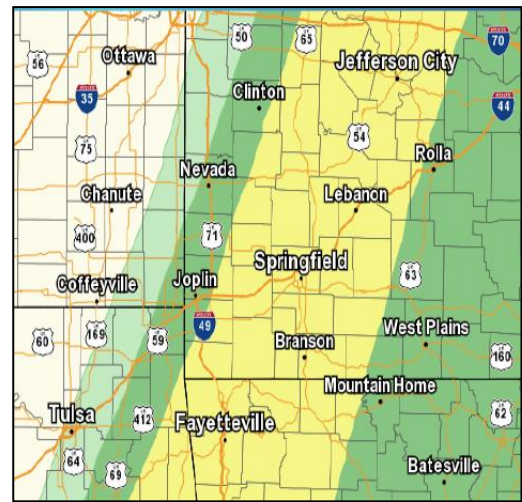 50
65
70
56
Ottawa
Jefferson City
35
Clinton
44
54
75
Rolla
Nevada
Chanute
Lebanon
400
71
Springfield
63
Coffeyville
Joplin
49
60
169
59
Branson
West Plains
160
Mountain Home
Tulsa
412
Fayetteville
62
64
69
Batesville